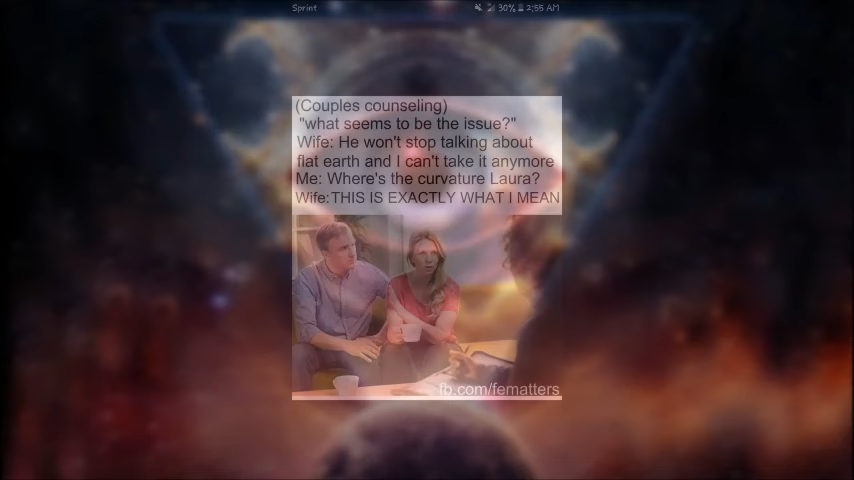 Sprint 30% 2:55 AM
(Couples counseling)
"what seems to be the issue?"
Wife: He won't stop talking about
flat earth and I can't take it anymore
Me: Where's the curvature Laura?
Wife: THIS IS EXACTLY WHAT I MEAN
fb.com/fematters